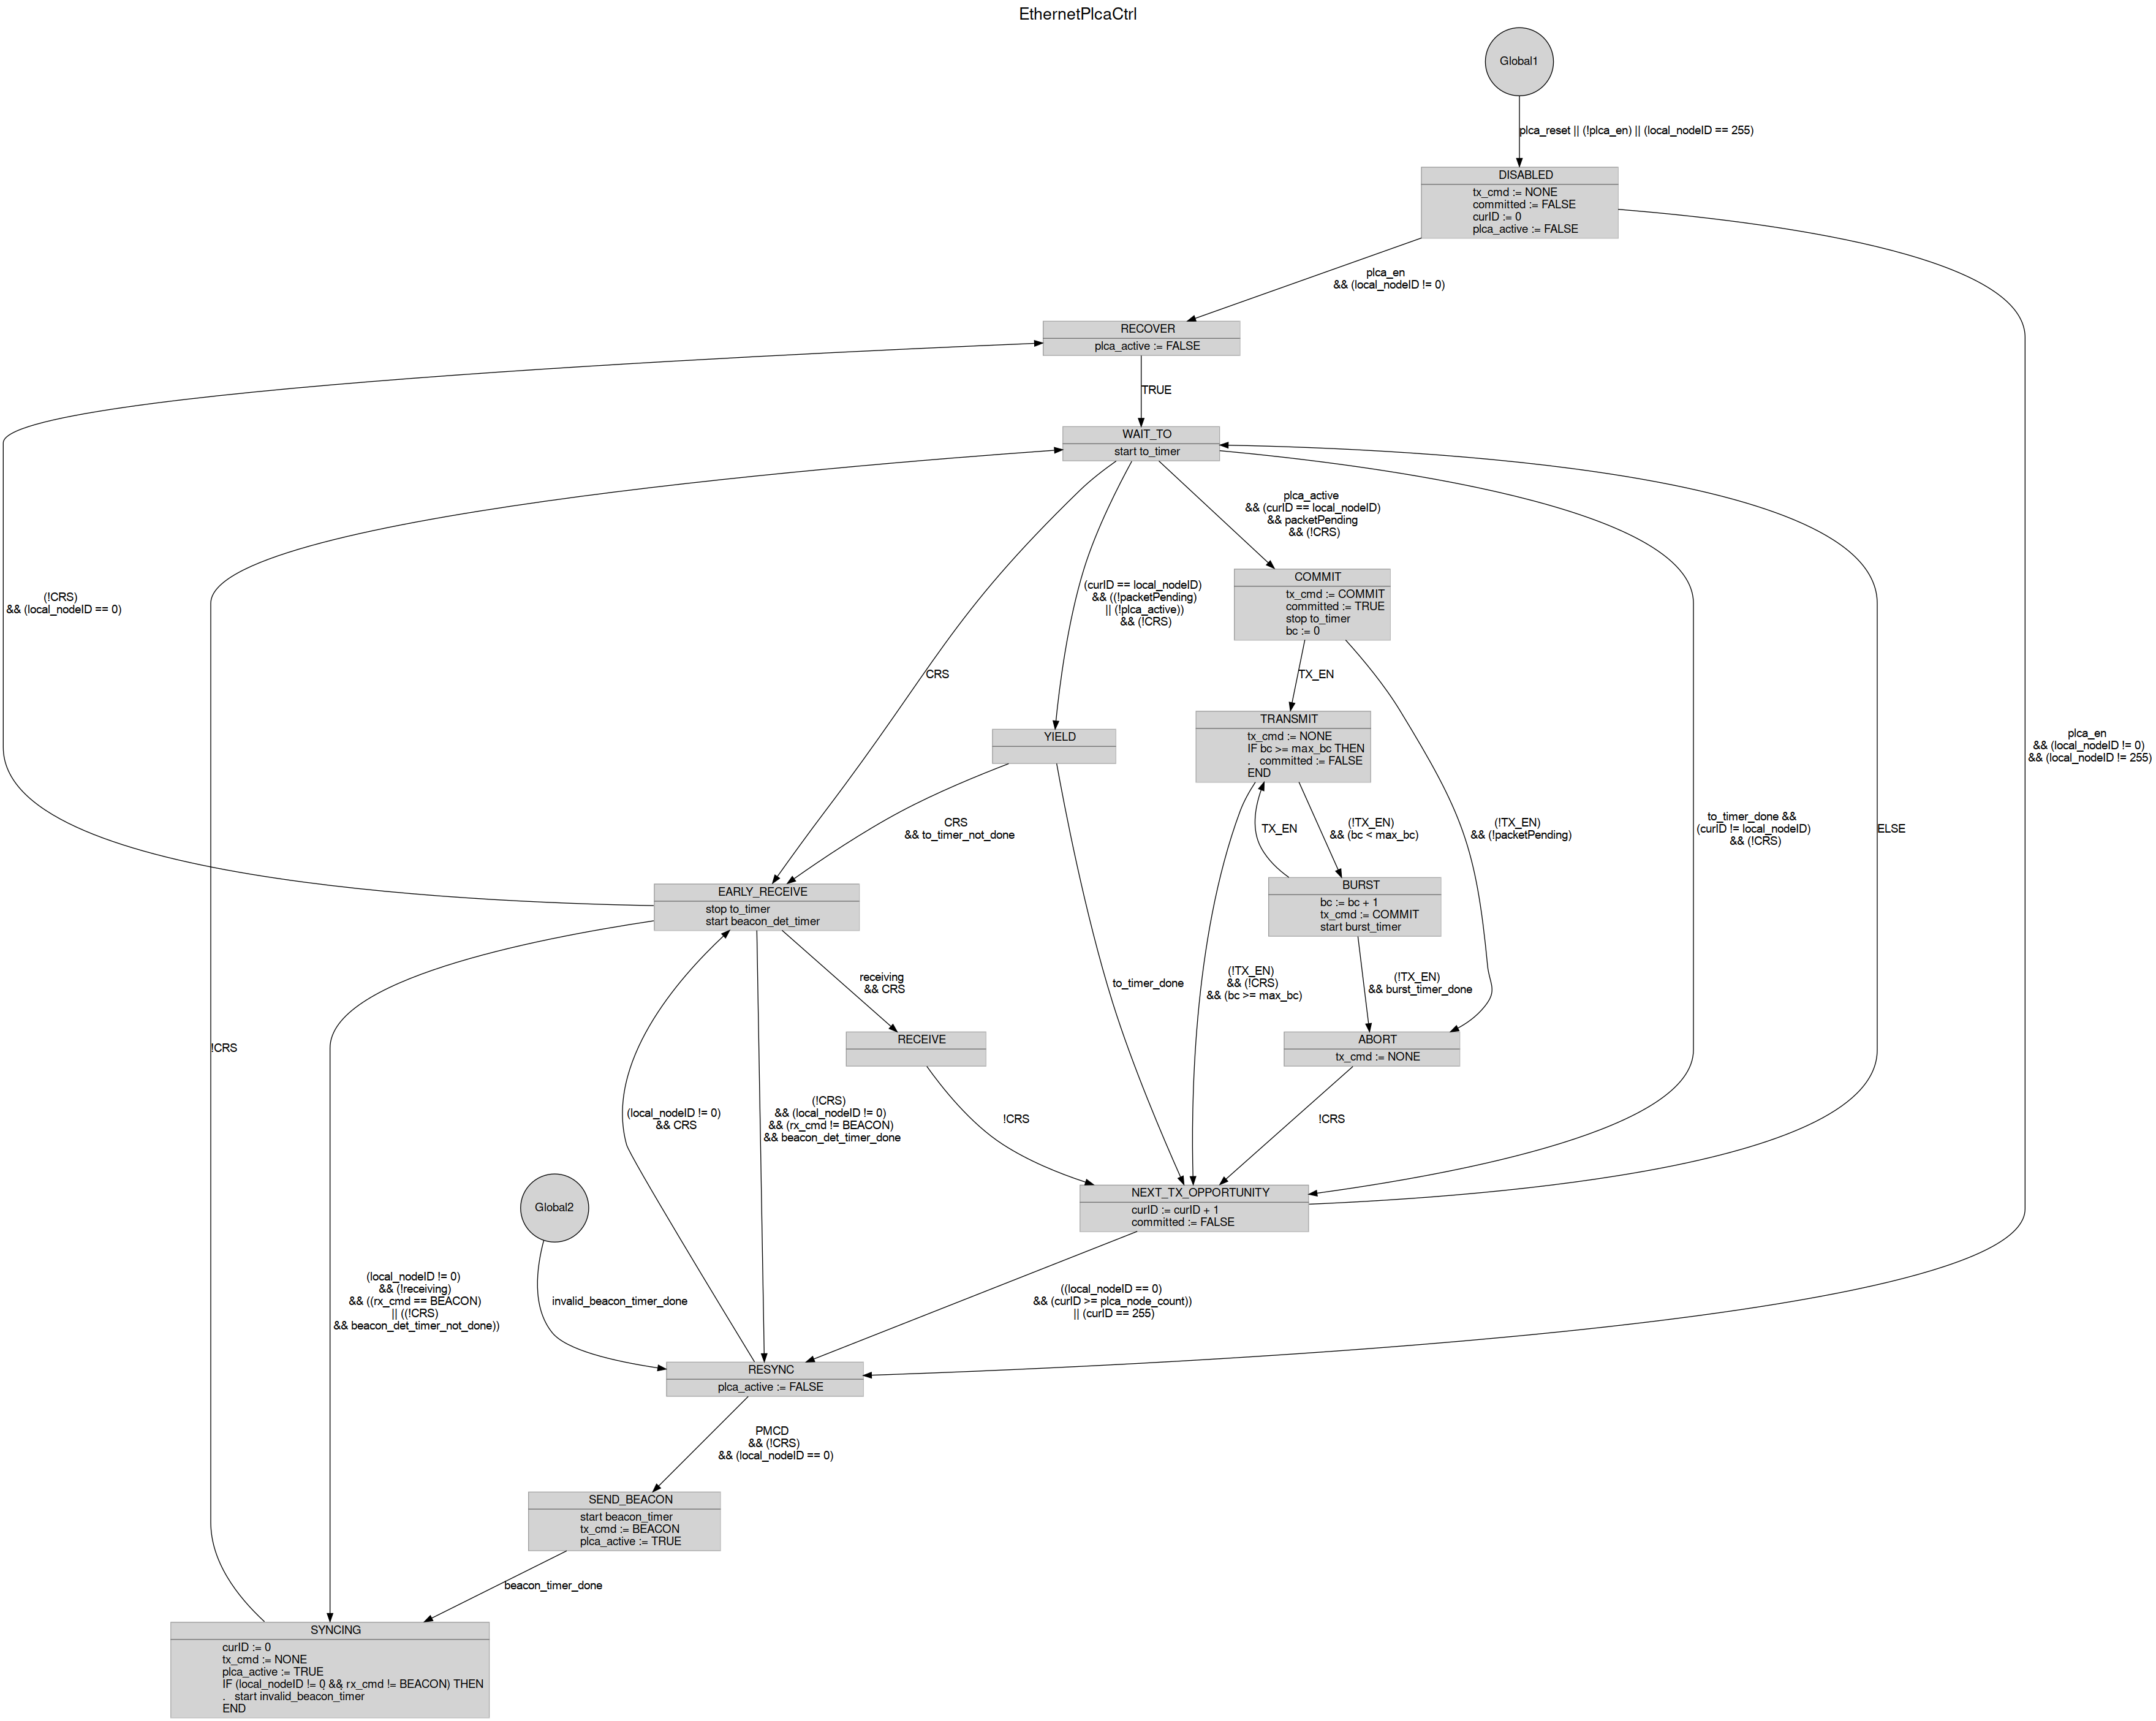 EthernetPlcaCtrl
Global1
plca_reset || (!plca_en) || (local_nodeID == 255)
DISABLED
tx_cmd := NONE
committed := FALSE
curID := 0
plca_active := FALSE
plca_en
&& (local_nodeID != 0)
RECOVER
plca_active := FALSE
TRUE
WAIT_TO
start to_timer
plca_active
&& (curID == local_nodeID)
&& packetPending
&& (!CRS)
(!CRS)
&& (local_nodeID == 0)
(curID == local_nodeID)
&& ((!packetPending)
|| (!plca_active))
&& (!CRS)
COMMIT
tx_cmd := COMMIT
committed := TRUE
stop to_timer
bc := 0
CRS
TX_EN
TRANSMIT
tx_cmd := NONE
IF bc >= max_bc THEN
.   committed := FALSE
END
YIELD
plca_en
&& (local_nodeID != 0)
&& (local_nodeID != 255)
CRS
&& to_timer_not_done
TX_EN
(!TX_EN)
&& (bc < max_bc)
(!TX_EN)
&& (!packetPending)
to_timer_done &&
(curID != local_nodeID)
&& (!CRS)
ELSE
EARLY_RECEIVE
stop to_timer
start beacon_det_timer
BURST
bc := bc + 1
tx_cmd := COMMIT
start burst_timer
receiving
&& CRS
to_timer_done
(!TX_EN)
&& (!CRS)
&& (bc >= max_bc)
(!TX_EN)
&& burst_timer_done
!CRS
RECEIVE
ABORT
tx_cmd := NONE
(local_nodeID != 0)
&& CRS
(!CRS)
&& (local_nodeID != 0)
&& (rx_cmd != BEACON)
&& beacon_det_timer_done
!CRS
!CRS
Global2
NEXT_TX_OPPORTUNITY
curID := curID + 1
committed := FALSE
(local_nodeID != 0)
&& (!receiving)
&& ((rx_cmd == BEACON)
|| ((!CRS)
&& beacon_det_timer_not_done))
invalid_beacon_timer_done
((local_nodeID == 0)
&& (curID >= plca_node_count))
|| (curID == 255)
RESYNC
plca_active := FALSE
PMCD
&& (!CRS)
&& (local_nodeID == 0)
SEND_BEACON
start beacon_timer
tx_cmd := BEACON
plca_active := TRUE
beacon_timer_done
SYNCING
curID := 0
tx_cmd := NONE
plca_active := TRUE
IF (local_nodeID != 0 && rx_cmd != BEACON) THEN
.   start invalid_beacon_timer
END